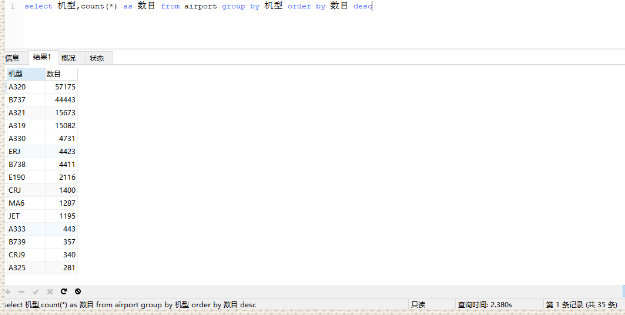 1 select 机型,count(*) as 数目 from airport group by 机型 order by 数目 desc
信息 结果1 概况 状态
机型 数目
A320 57175
B737 44443
A321 15673
A319 15082
A330 4731
ERJ 4423
B738 4411
E190 2116
CRJ 1400
MA6 1287
JET 1195
A333 443
B739 357
CRJ9 340
A325 281
select 机型,count(*) as 数目 from airport group by 机型 order by 数目 desc 只读 查询时间: 2.380s 第 1 条记录 (共 35 条)